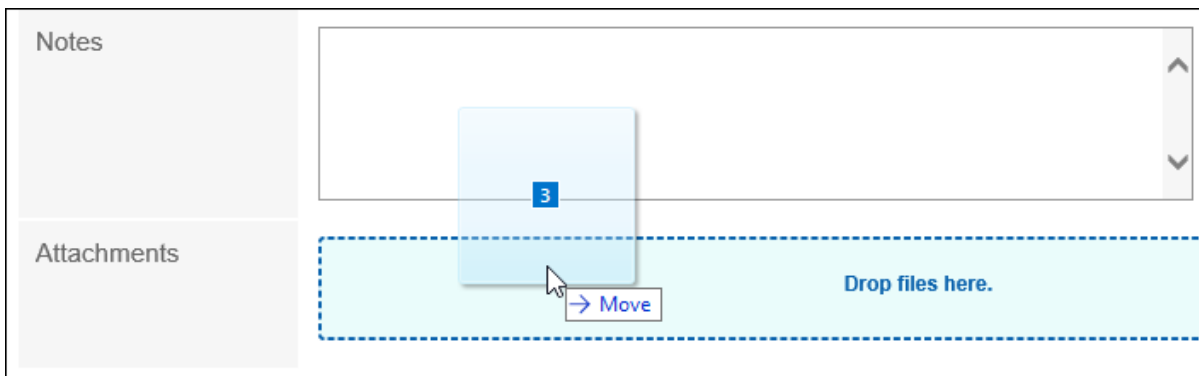 Notes
3
Attachments
Drop files here.
→ Move